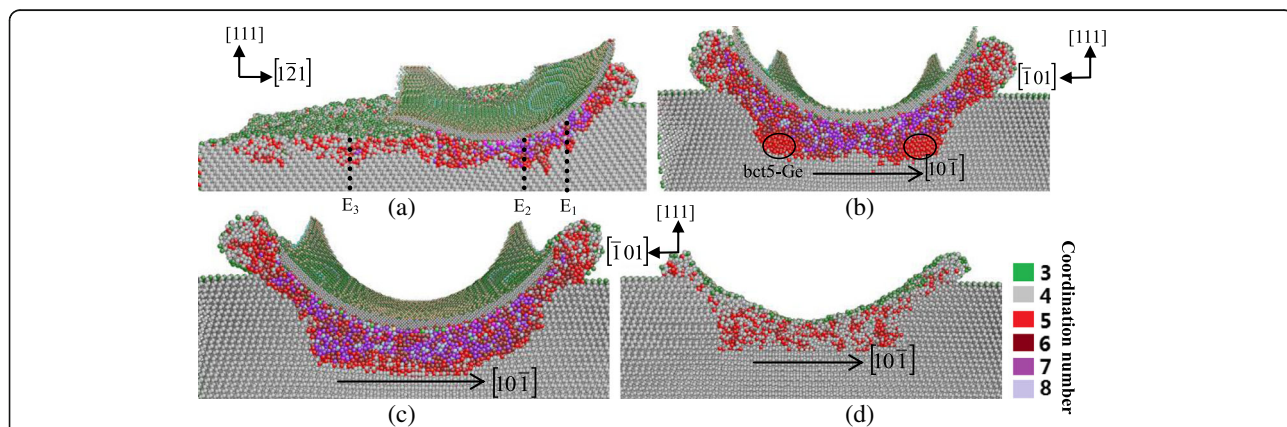 [111]
[1̄21]
E₃
E₂
E₁
(a)
[111]
[1̄01]
bct5-Ge
[101̄]
(b)
[111]
[1̄01]
[101̄]
(c)
[101̄]
(d)
3
4
5
6
7
8
Coordination number